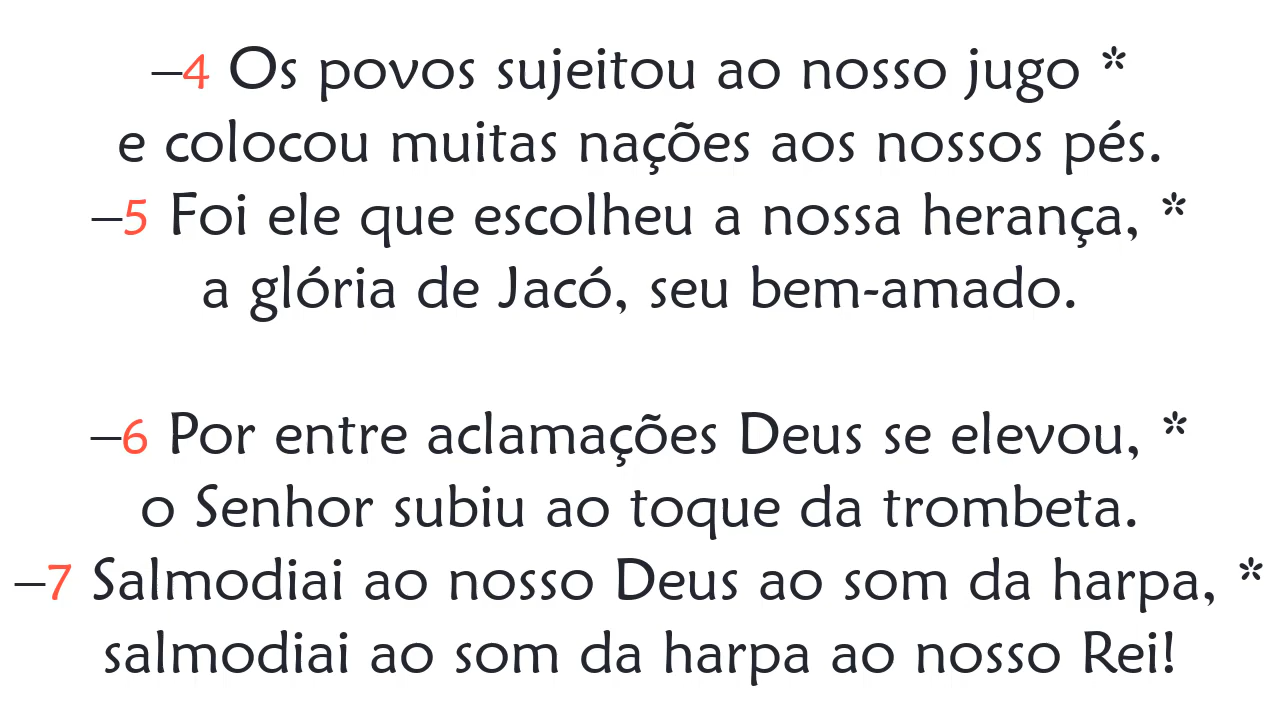 –4 Os povos sujeitou ao nosso jugo *
e colocou muitas nações aos nossos pés.
–5 Foi ele que escolheu a nossa herança, *
a glória de Jacó, seu bem-amado.
–6 Por entre aclamações Deus se elevou, *
o Senhor subiu ao toque da trombeta.
–7 Salmodiai ao nosso Deus ao som da harpa, *
salmodiai ao som da harpa ao nosso Rei!